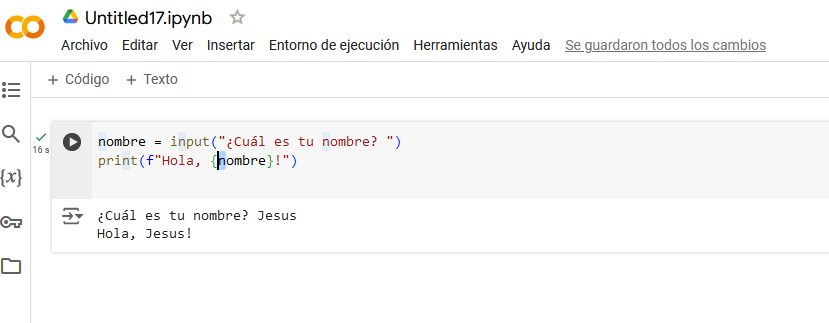 Untitled17.ipynb
Archivo Editar Ver Insertar Entorno de ejecución Herramientas Ayuda Se guardaron todos los cambios
+ Código + Texto
nombre = input("¿Cuál es tu nombre? ")
16 s
print(f"Hola, {nombre}!")
{x}
¿Cuál es tu nombre? Jesus
Hola, Jesus!